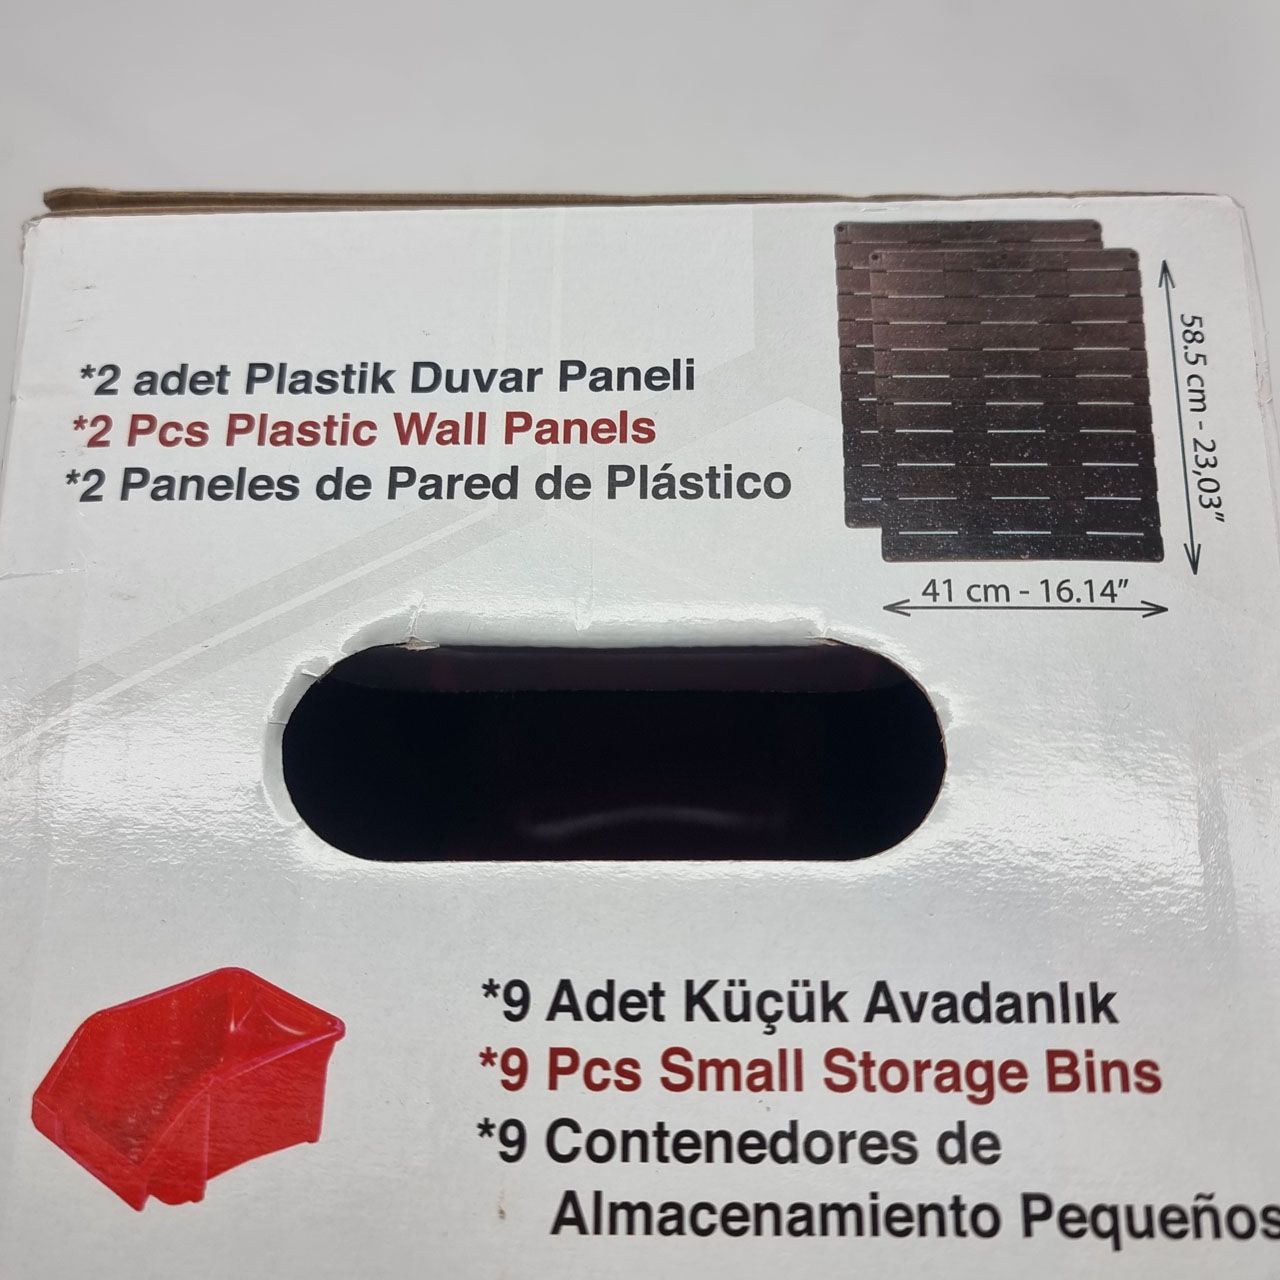 *2 adet Plastik Duvar Paneli
*2 Pcs Plastic Wall Panels
*2 Paneles de Pared de Plástico
58.5 cm - 23,03”
41 cm - 16.14”
*9 Adet Küçük Avadanlık
*9 Pcs Small Storage Bins
*9 Contenedores de
Almacenamiento Pequeños